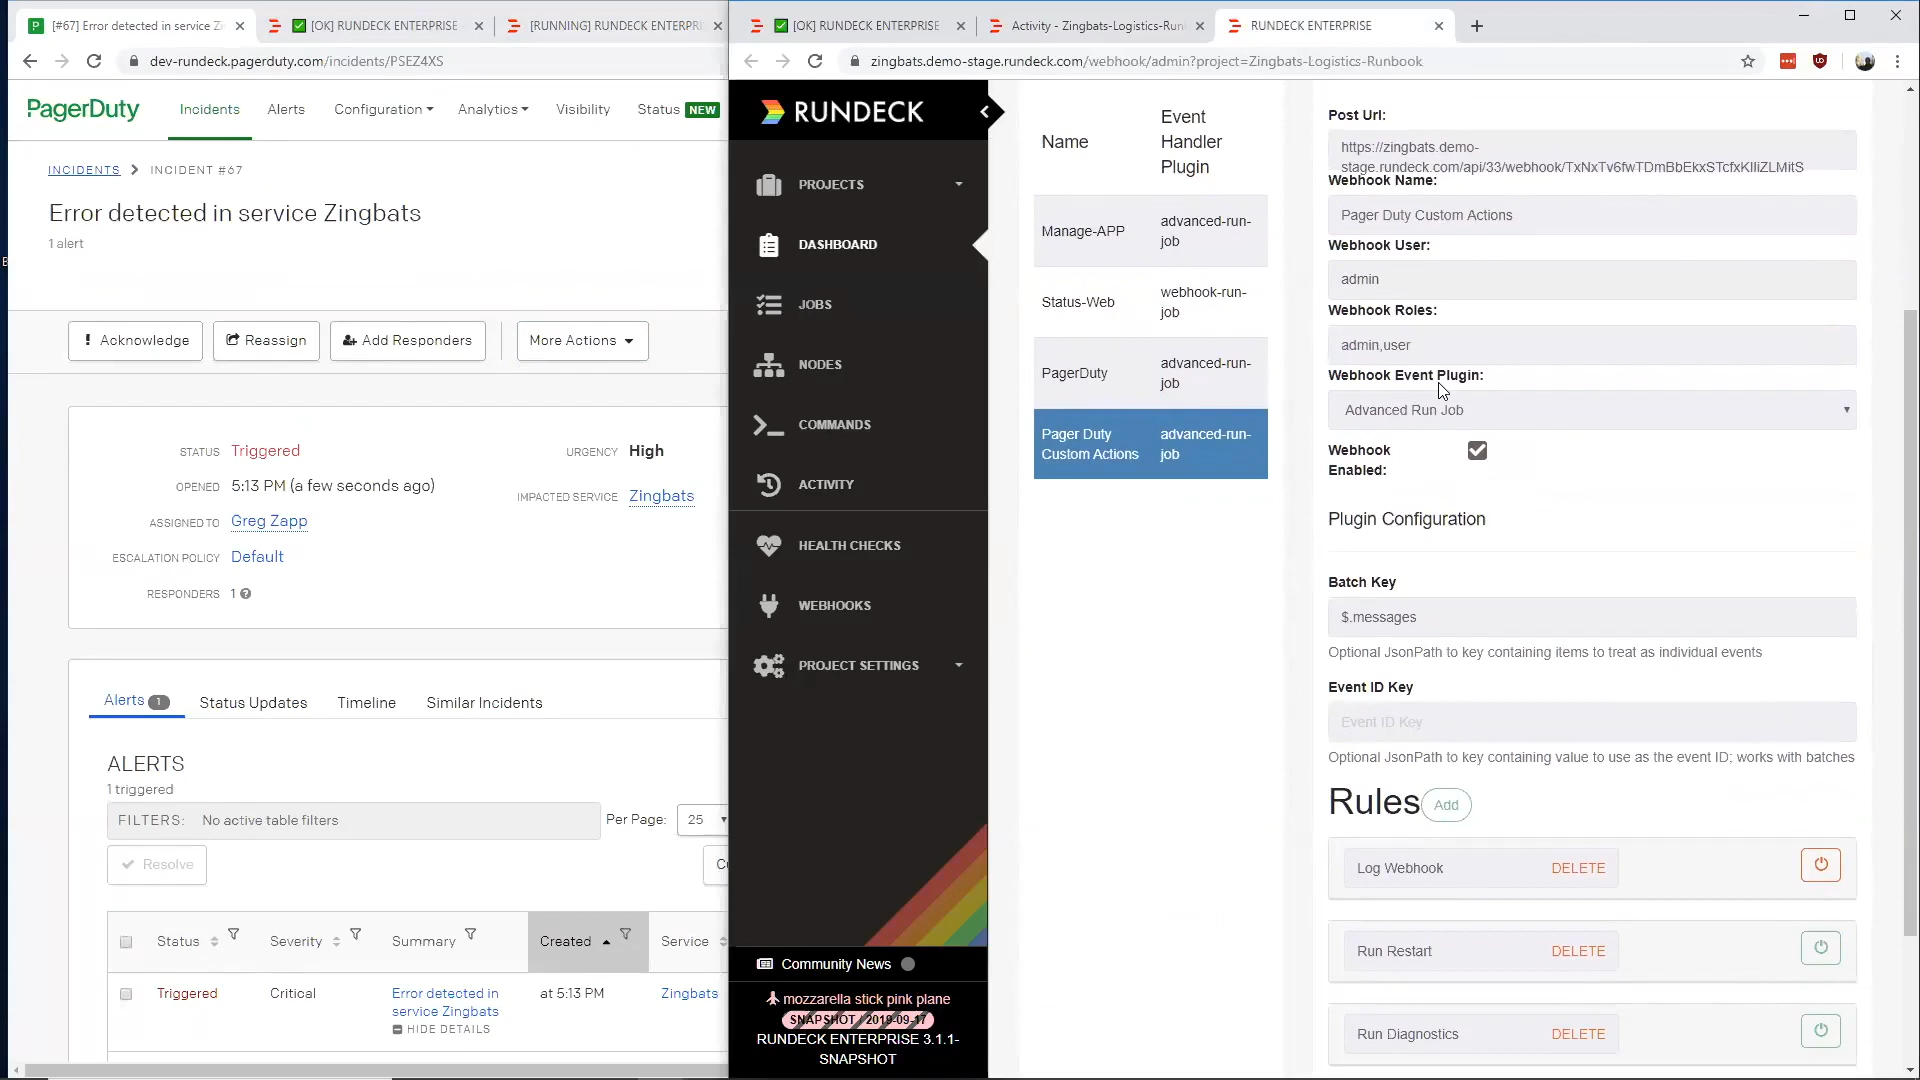 [#67] Error detected in service Z
[OK] RUNDECK ENTERPRISE
[RUNNING] RUNDECK ENTERPR
dev-rundeck.pagerduty.com/incidents/PSEZ4XS
PagerDuty
Incidents
Alerts
Configuration
Analytics
Visibility
Status NEW
INCIDENTS > INCIDENT #67
Error detected in service Zingbats
1 alert
! Acknowledge
Reassign
Add Responders
More Actions
STATUS Triggered
URGENCY High
OPENED 5:13 PM (a few seconds ago)
IMPACTED SERVICE Zingbats
ASSIGNED TO Greg Zapp
ESCALATION POLICY Default
RESPONDERS 1
Alerts 1
Status Updates
Timeline
Similar Incidents
ALERTS
1 triggered
FILTERS: No active table filters
Per Page: 25
Resolve
Status
Severity
Summary
Created
Service
Triggered
Critical
Error detected in
service Zingbats
HIDE DETAILS
at 5:13 PM
Zingbats
[OK] RUNDECK ENTERPRISE
Activity - Zingbats-Logistics-Run
RUNDECK ENTERPRISE
zingbats.demo-stage.rundeck.com/webhook/admin?project=Zingbats-Logistics-Runbook
RUNDECK
PROJECTS
DASHBOARD
JOBS
NODES
COMMANDS
ACTIVITY
HEALTH CHECKS
WEBHOOKS
PROJECT SETTINGS
Community News
mozzarella stick pink plane
SNAPSHOT / 2019-09-17
RUNDECK ENTERPRISE 3.1.1-
SNAPSHOT
Name
Event
Handler
Plugin
Manage-APP
advanced-run-
job
Status-Web
webhook-run-
job
PagerDuty
advanced-run-
job
Pager Duty
Custom Actions
advanced-run-
job
Post Url:
https://zingbats.demo-
stage.rundeck.com/api/33/webhook/TxNxTv6fwTDmBbEkxSTcfxKIIiZLMitS
Webhook Name:
Pager Duty Custom Actions
Webhook User:
admin
Webhook Roles:
admin,user
Webhook Event Plugin:
Advanced Run Job
Webhook
Enabled:
Plugin Configuration
Batch Key
$.messages
Optional JsonPath to key containing items to treat as individual events
Event ID Key
Event ID Key
Optional JsonPath to key containing value to use as the event ID; works with batches
Rules Add
Log Webhook DELETE
Run Restart DELETE
Run Diagnostics DELETE